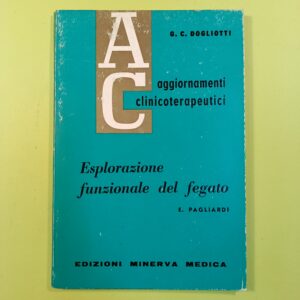 A
C
G. C. DOGLIOTTI
aggiornamenti
clinicoterapeutici
Esplorazione
funzionale del fegato
E. PAGLIARDI
EDIZIONI MINERVA MEDICA